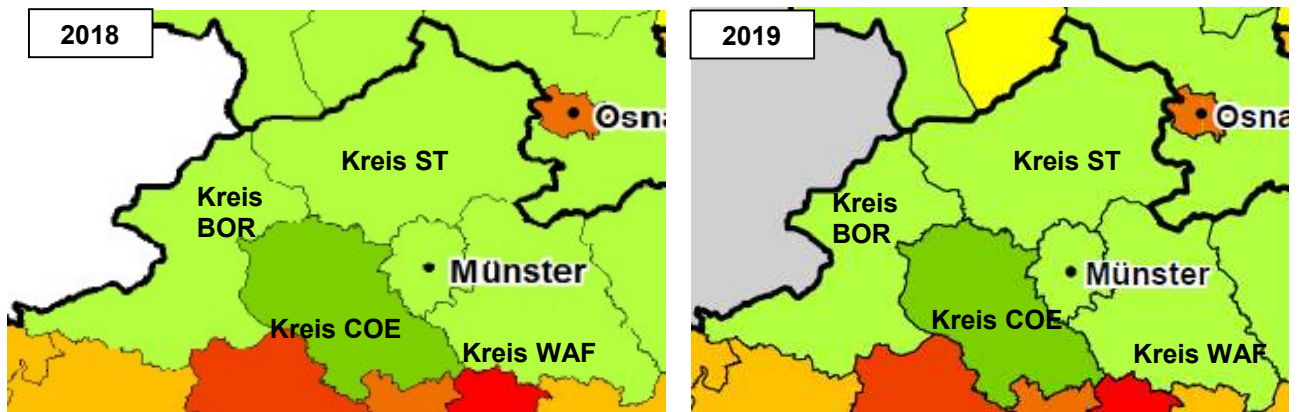 2018
Osna
Kreis ST
Kreis
BOR
Münster
Kreis COE
Kreis WAF
2019
Osna
Kreis ST
Kreis
BOR
Münster
Kreis COE
Kreis WAF